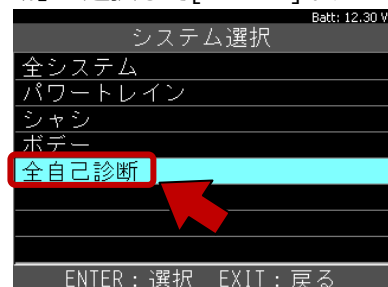 Batt: 12.30 V
システム選択
全システム
パワートレイン
シャシ
ボデー
全自己診断
ENTER：選択　EXIT：戻る